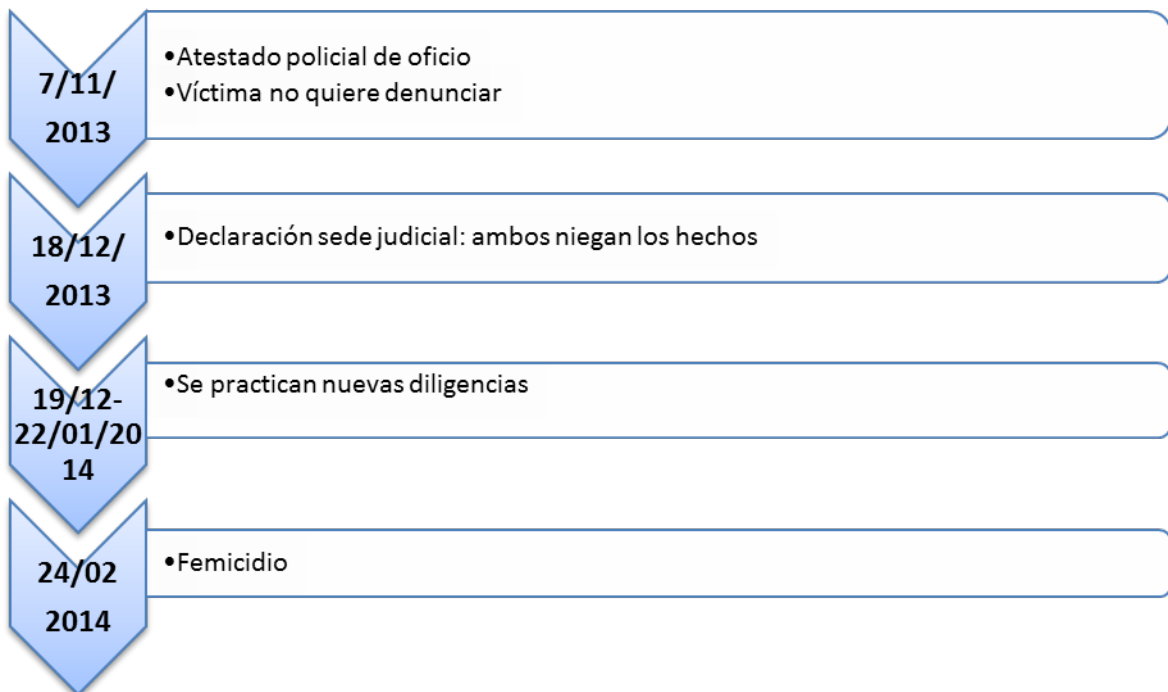 7/11/
2013
•Atestado policial de oficio
•Víctima no quiere denunciar
18/12/
2013
•Declaración sede judicial: ambos niegan los hechos
19/12-
22/01/20
14
•Se practican nuevas diligencias
24/02
2014
•Femicidio